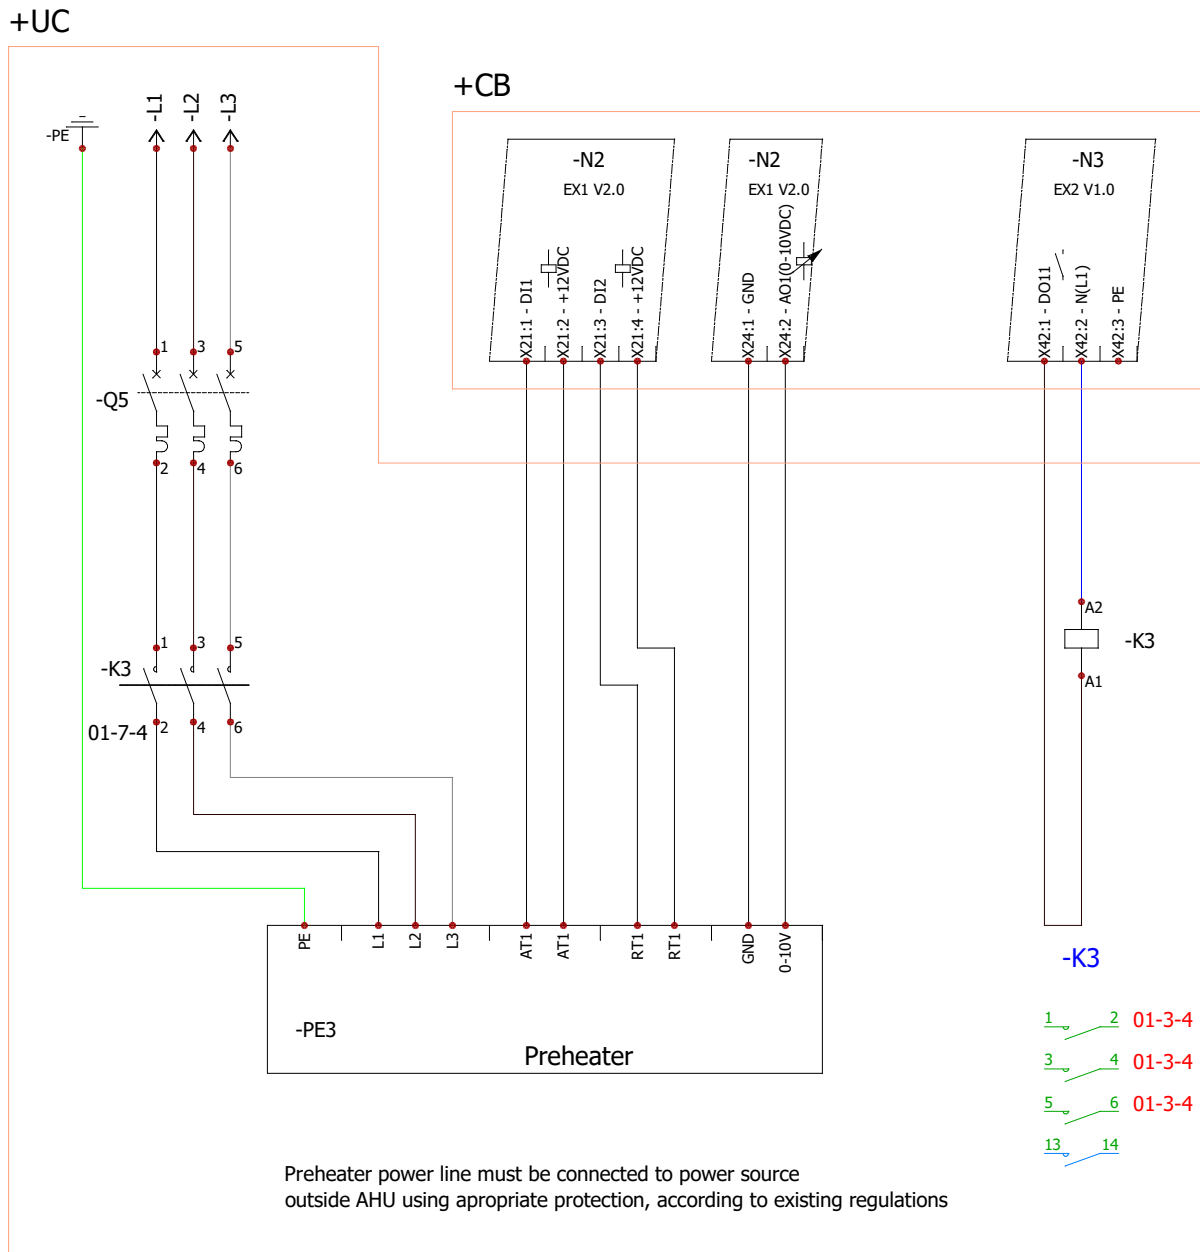 +UC
+CB
-L1
-L2
-L3
-PE
-N2
EX1 V2.0
X21:1 - DI1
X21:2 - +12VDC
X21:3 - DI2
X21:4 - +12VDC
-N2
EX1 V2.0
X24:1 - GND
X24:2 - AO1(0-10VDC)
-N3
EX2 V1.0
X42:1 - DO11
X42:2 - N(L1)
X42:3 - PE
1 3 5
-Q5
2 4 6
A2
-K3
A1
1 3 5
-K3
01-7-4
2 4 6
PE
L1
L2
L3
AT1
AT1
RT1
RT1
GND
0-10V
-PE3
Preheater
-K3
1 2 01-3-4
3 4 01-3-4
5 6 01-3-4
13 14
Preheater power line must be connected to power source
outside AHU using apropriate protection, according to existing regulations